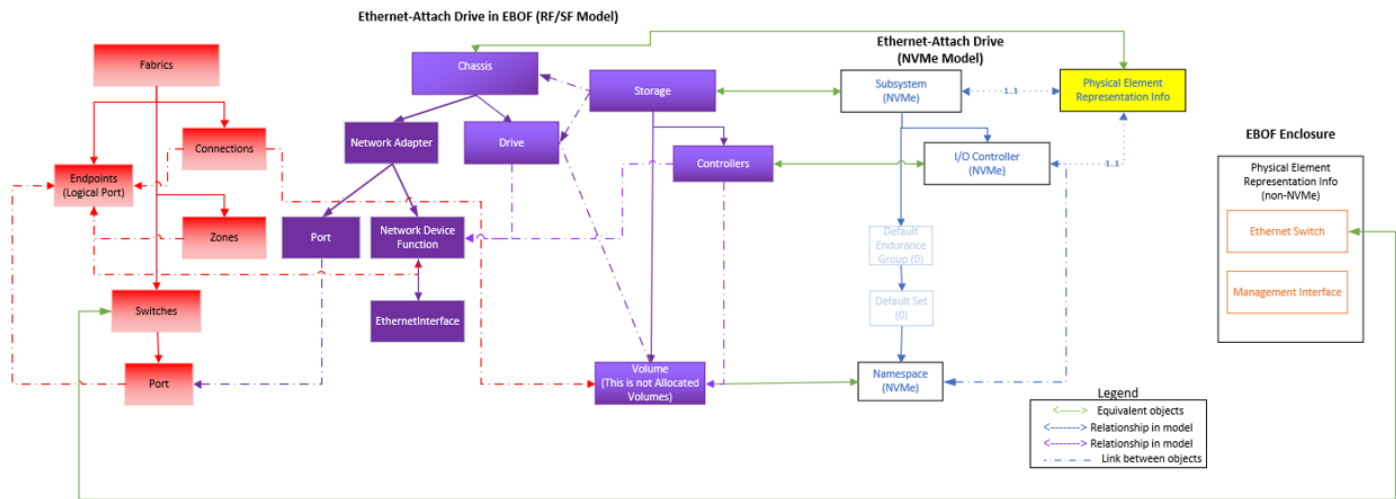 Ethernet-Attach Drive in EBOF (RF/SF Model)
Ethernet-Attach Drive
(NVMe Model)
Fabrics
Chassis
Storage
Subsystem
(NVMe)
1..1
Physical Element
Representation Info
EBOF Enclosure
Connections
Network Adapter
Drive
Controllers
I/O Controller
(NVMe)
1..1
Physical Element
Representation Info
(non-NVMe)
Endpoints
(Logical Port)
Zones
Port
Network Device
Function
Default
Endurance
Group (0)
Ethernet Switch
Switches
EthernetInterface
Default Set
(0)
Management Interface
Port
Volume
(This is not Allocated
Volumes)
Namespace
(NVMe)
Legend
Equivalent objects
Relationship in model
Relationship in model
Link between objects